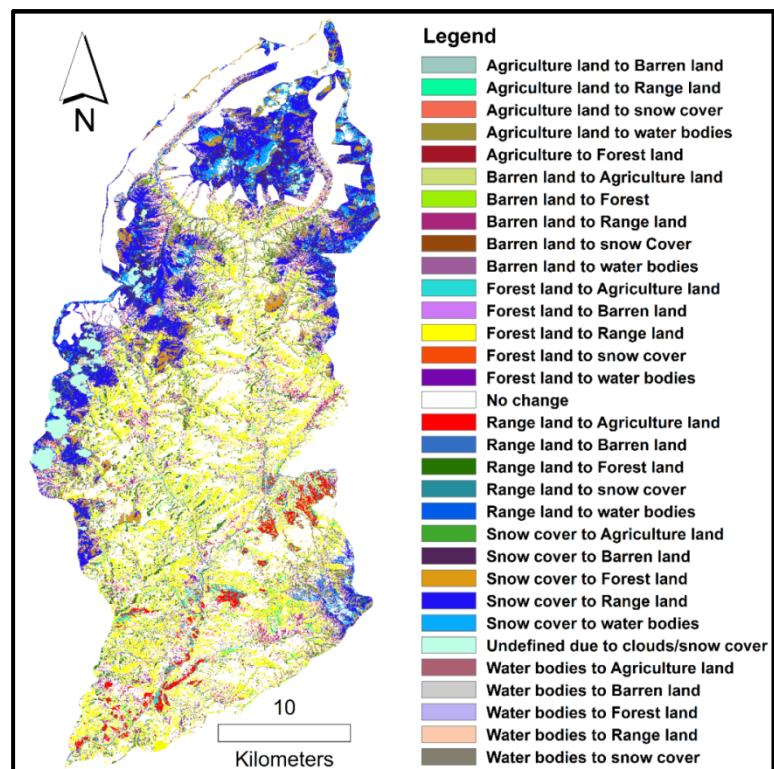 N
Legend
Agriculture land to Barren land
Agriculture land to Range land
Agriculture land to snow cover
Agriculture land to water bodies
Agriculture to Forest land
Barren land to Agriculture land
Barren land to Forest
Barren land to Range land
Barren land to snow Cover
Barren land to water bodies
Forest land to Agriculture land
Forest land to Barren land
Forest land to Range land
Forest land to snow cover
Forest land to water bodies
No change
Range land to Agriculture land
Range land to Barren land
Range land to Forest land
Range land to snow cover
Range land to water bodies
Snow cover to Agriculture land
Snow cover to Barren land
Snow cover to Forest land
Snow cover to Range land
Snow cover to water bodies
Undefined due to clouds/snow cover
Water bodies to Agriculture land
Water bodies to Barren land
Water bodies to Forest land
Water bodies to Range land
Water bodies to snow cover
10
Kilometers